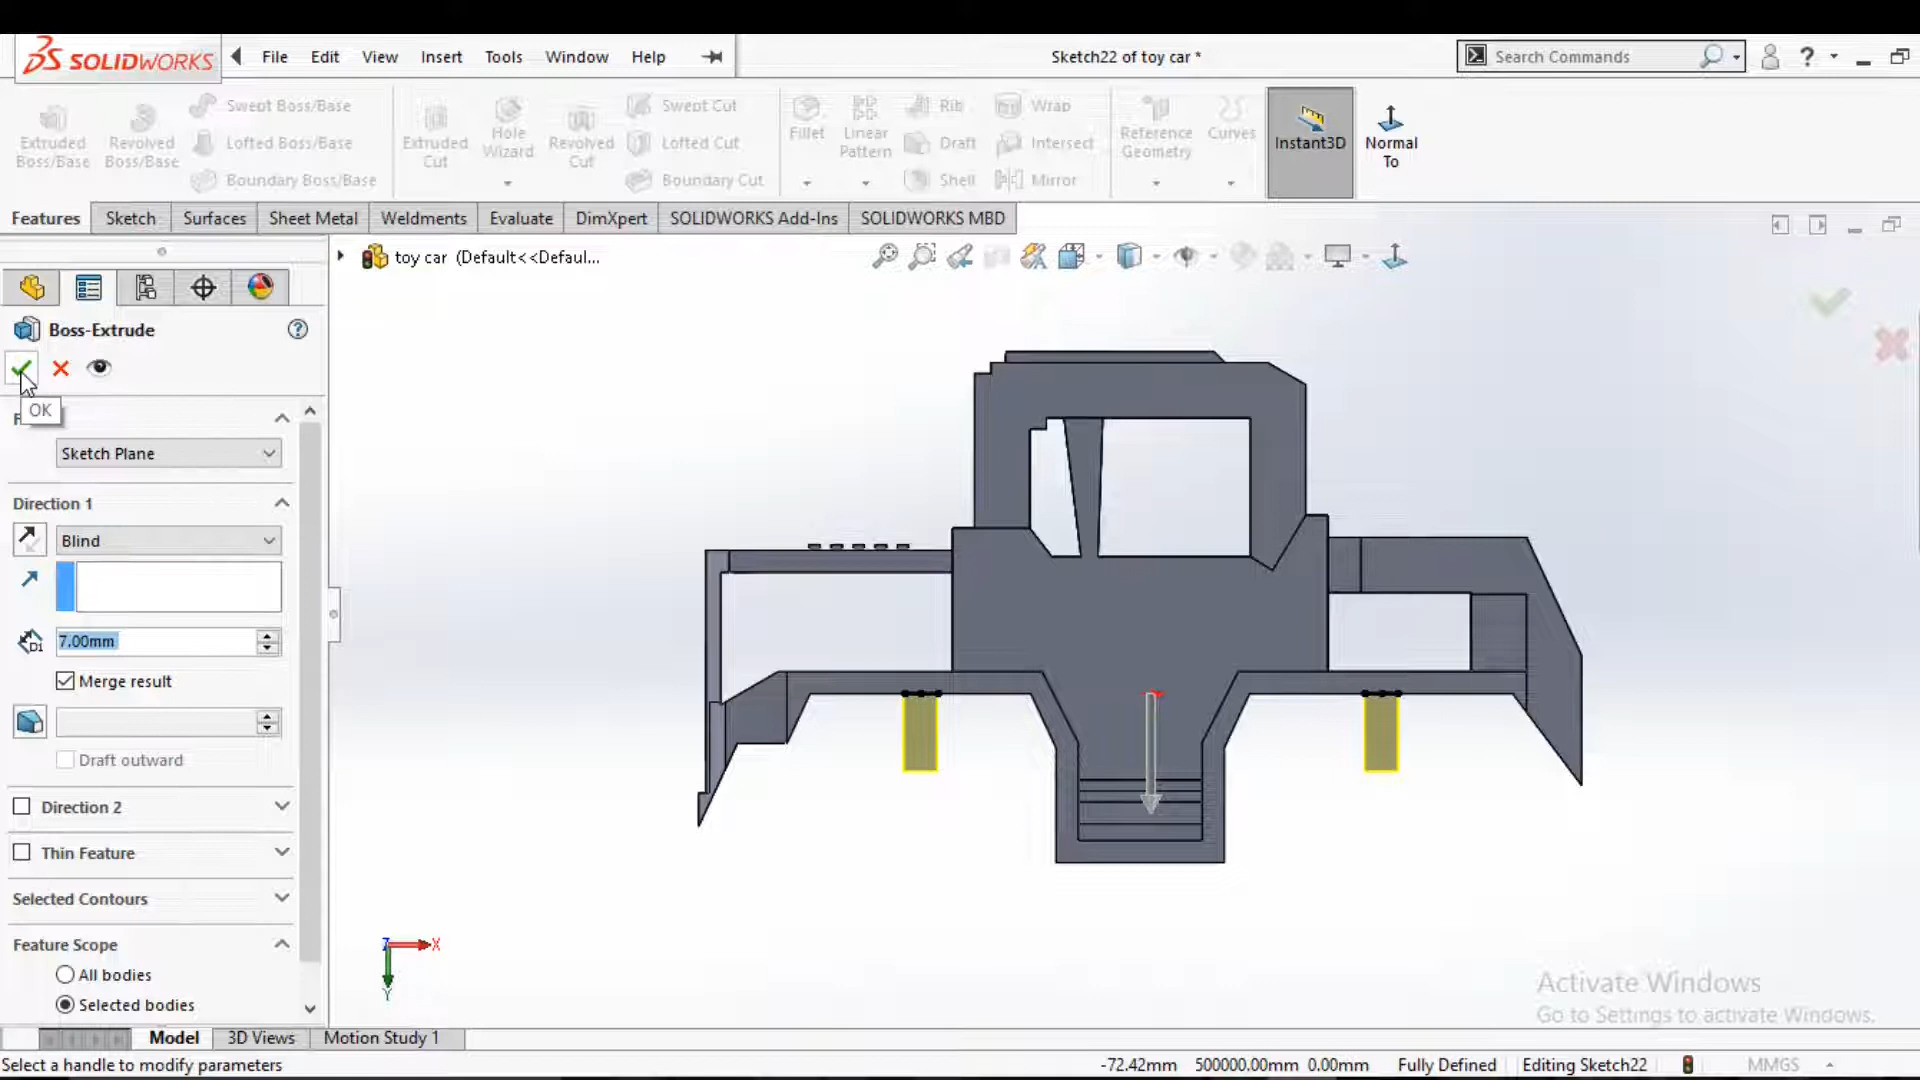 SOLIDWORKS File Edit View Insert Tools Window Help Sketch22 of toy car * Search Commands ?
Extruded Boss/Base
Revolved Boss/Base
Swept Boss/Base
Lofted Boss/Base
Boundary Boss/Base
Extruded Cut
Hole Wizard
Revolved Cut
Swept Cut
Lofted Cut
Boundary Cut
Fillet
Linear Pattern
Rib
Draft
Shell
Wrap
Intersect
Mirror
Reference Geometry
Curves
Instant3D
Normal To
Features Sketch Surfaces Sheet Metal Weldments Evaluate DimXpert SOLIDWORKS Add-Ins SOLIDWORKS MBD
toy car (Default<<Defaul...
Boss-Extrude ?
OK
Sketch Plane
Direction 1
Blind
D1 7.00mm
Merge result
Draft outward
Direction 2
Thin Feature
Selected Contours
Feature Scope
All bodies
Selected bodies
Z X
Y
Activate Windows
Go to Settings to activate Windows.
Model 3D Views Motion Study 1
Select a handle to modify parameters -72.42mm 500000.00mm 0.00mm Fully Defined Editing Sketch22 MMGS